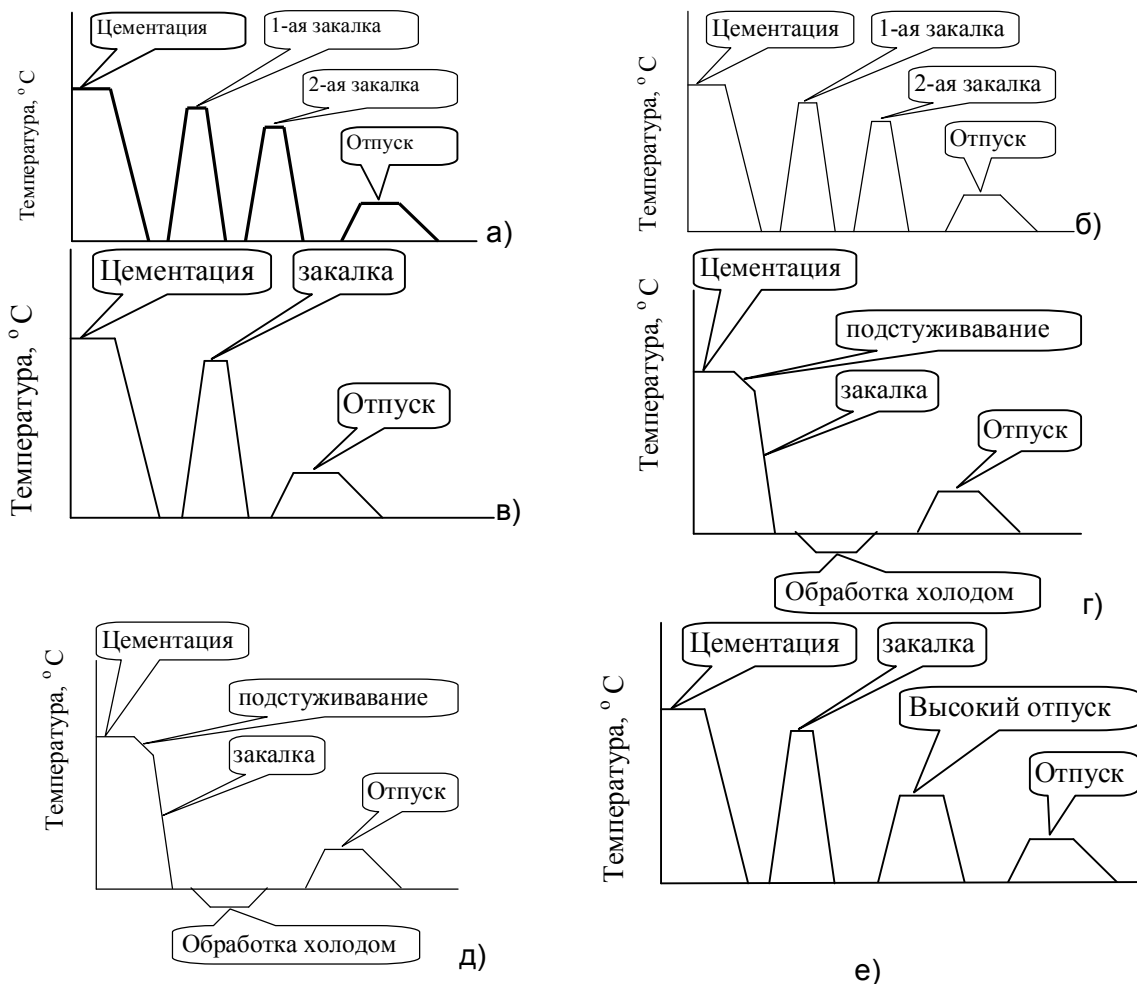 Цементация
1-ая закалка
2-ая закалка
Отпуск
Температура, ° С
а)
Цементация
1-ая закалка
2-ая закалка
Отпуск
Температура, ° С
б)
Цементация
закалка
Отпуск
Температура, ° С
в)
Цементация
подстуживавание
закалка
Отпуск
Обработка холодом
Температура, ° С
г)
Цементация
подстуживавание
закалка
Отпуск
Обработка холодом
Температура, ° С
д)
Цементация
закалка
Высокий отпуск
Отпуск
Температура, ° С
е)